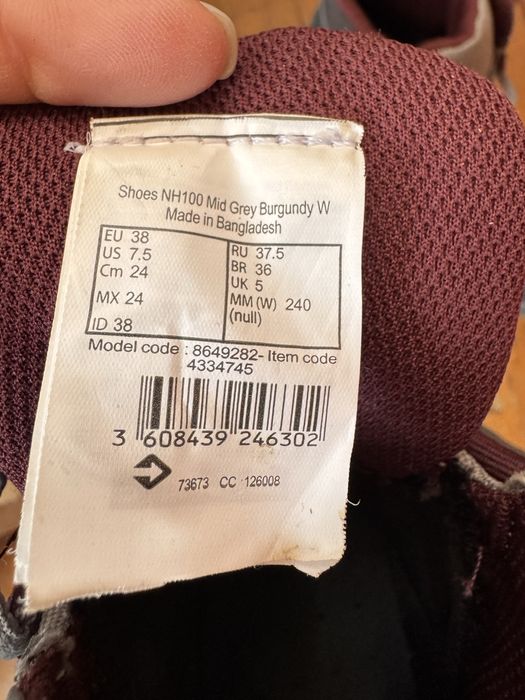 Shoes NH100 Mid Grey Burgundy W
Made in Bangladesh
EU 38
US 7.5
Cm 24
MX 24
ID 38
RU 37.5
BR 36
UK 5
MM (W) 240
(null)
Model code : 8649282- Item code
4334745
3 608439 246302
73673 CC 126008